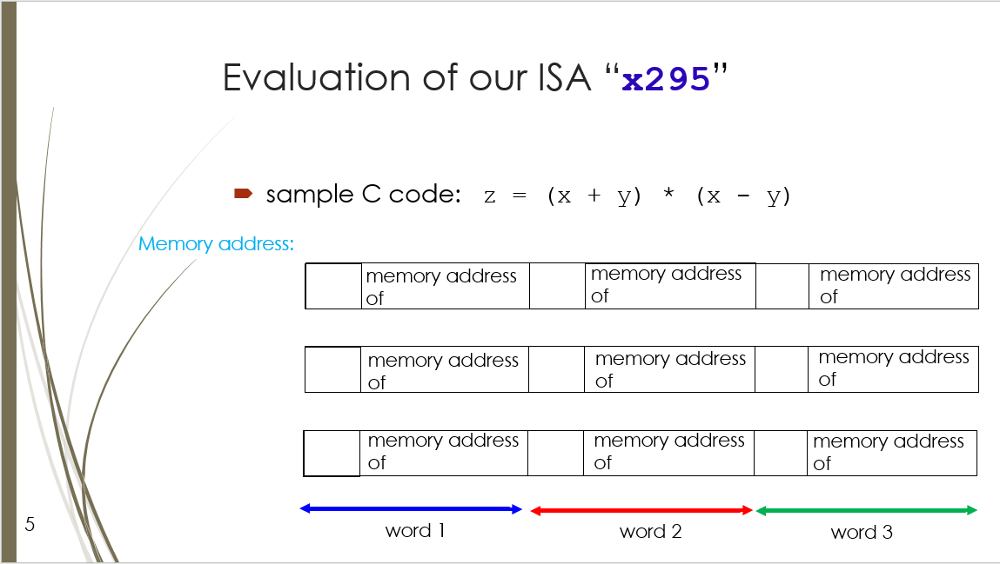 Evaluation of our ISA “x295”
sample C code: z = (x + y) * (x - y)
Memory address:
memory address
of
memory address
of
memory address
of
memory address
of
memory address
of
memory address
of
memory address
of
memory address
of
memory address
of
word 1
word 2
word 3
5